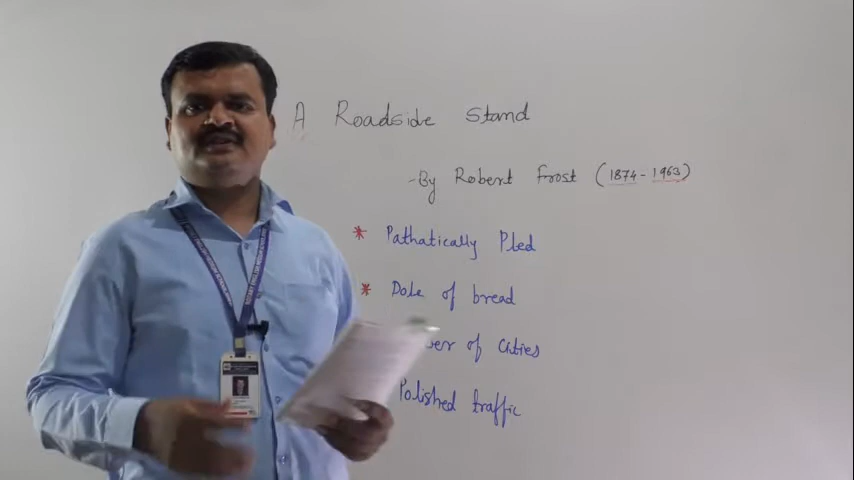 A Roadside Stand
-By Robert Frost (1874-1963)
* Pathatically Pled
* Dole of bread
of Cities
Polished traffic